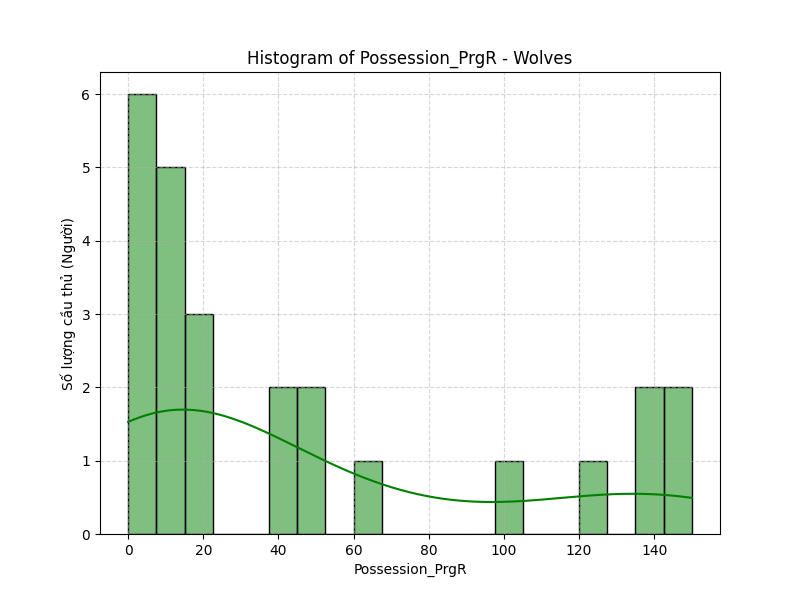 Histogram of Possession_PrgR - Wolves
Số lượng cầu thủ (Người)
6
5
4
3
2
1
0
0 20 40 60 80 100 120 140
Possession_PrgR